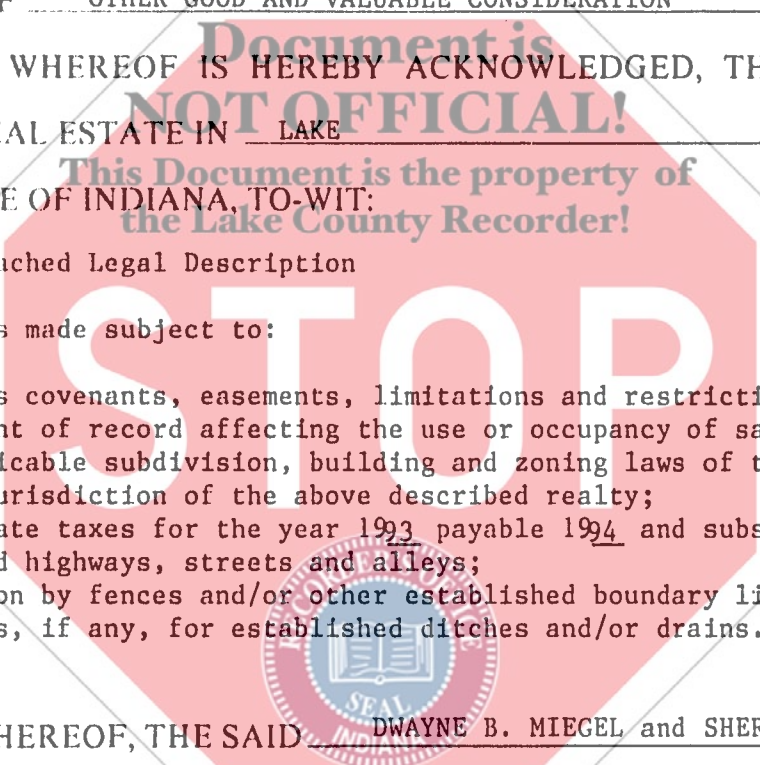 OTHER GOOD AND VALUABLE CONSIDERATION
Document is
WHEREOF IS HEREBY ACKNOWLEDGED, TH
NOT OFFICIAL!
AL ESTATE IN LAKE
This Document is the property of
E OF INDIANA, TO-WIT:
the Lake County Recorder!
ched Legal Description
s made subject to:
STOP
s covenants, easements, limitations and restricti
nt of record affecting the use or occupancy of sa
icable subdivision, building and zoning laws of t
urisdiction of the above described realty;
ate taxes for the year 1993 payable 1994 and subs
d highways, streets and alleys;
on by fences and/or other established boundary li
s, if any, for established ditches and/or drains.
RECORDER'S OFFICE
SEAL
INDIANA
HEREOF, THE SAID DWAYNE B. MIEGEL and SHER